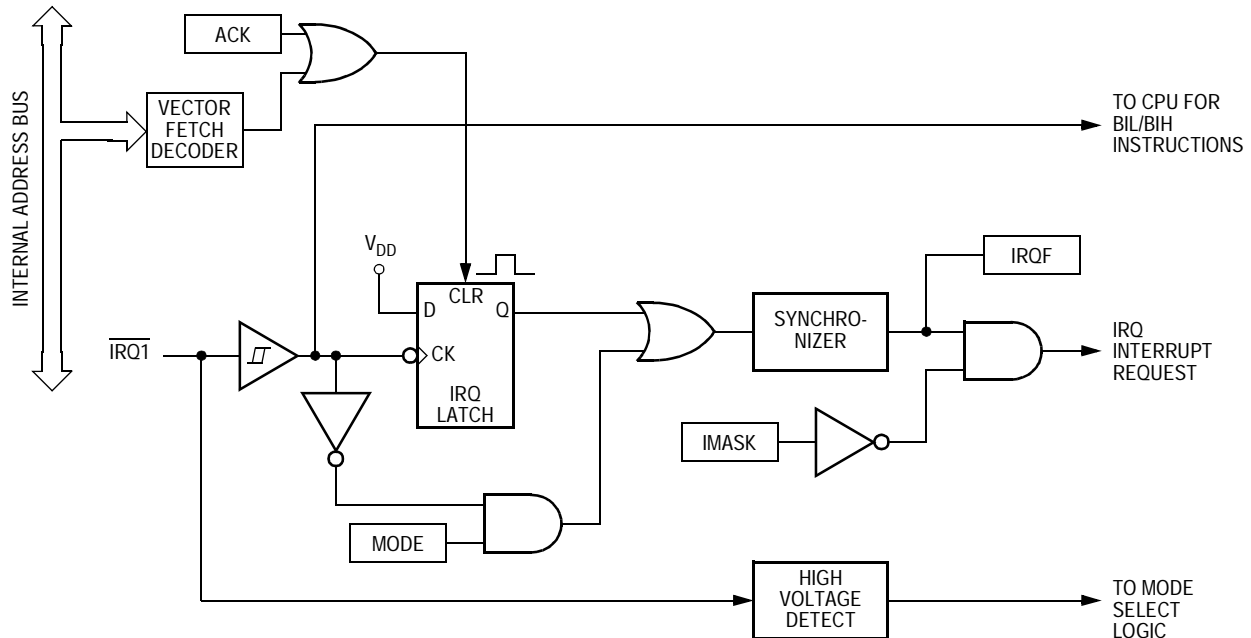 INTERNAL ADDRESS BUS
ACK
VECTOR
FETCH
DECODER
TO CPU FOR
BIL/BIH
INSTRUCTIONS
VDD
CLR
D
Q
CK
IRQ
LATCH
IRQ1
SYNCHRO-
NIZER
IRQF
IRQ
INTERRUPT
REQUEST
IMASK
MODE
HIGH
VOLTAGE
DETECT
TO MODE
SELECT
LOGIC